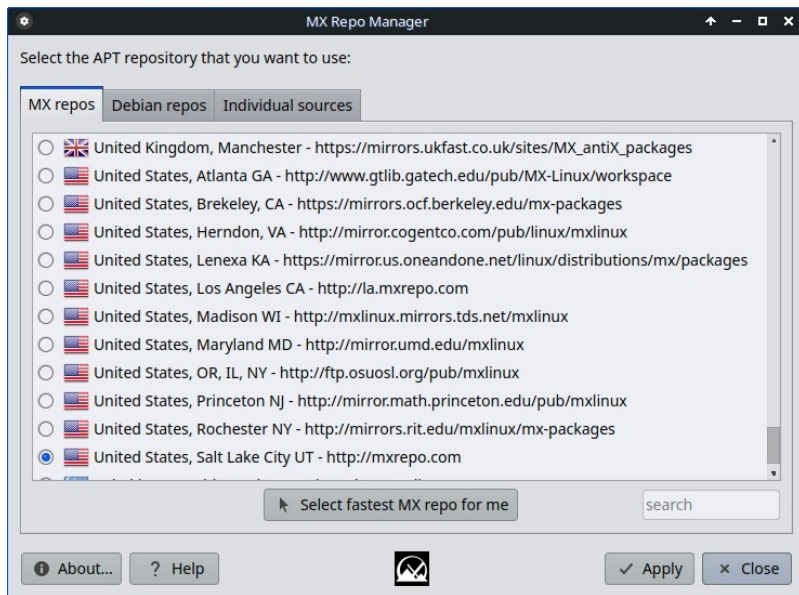 MX Repo Manager
Select the APT repository that you want to use:
MX repos Debian repos Individual sources
United Kingdom, Manchester - https://mirrors.ukfast.co.uk/sites/MX_antiX_packages
United States, Atlanta GA - http://www.gtlib.gatech.edu/pub/MX-Linux/workspace
United States, Brekeley, CA - https://mirrors.ocf.berkeley.edu/mx-packages
United States, Herndon, VA - http://mirror.cogentco.com/pub/linux/mxlinux
United States, Lenexa KA - https://mirror.us.oneandone.net/linux/distributions/mx/packages
United States, Los Angeles CA - http://la.mxrepo.com
United States, Madison WI - http://mxlinux.mirrors.tds.net/mxlinux
United States, Maryland MD - http://mirror.umd.edu/mxlinux
United States, OR, IL, NY - http://ftp.osuosl.org/pub/mxlinux
United States, Princeton NJ - http://mirror.math.princeton.edu/pub/mxlinux
United States, Rochester NY - http://mirrors.rit.edu/mxlinux/mx-packages
United States, Salt Lake City UT - http://mxrepo.com
Select fastest MX repo for me
search
About... ? Help Apply Close